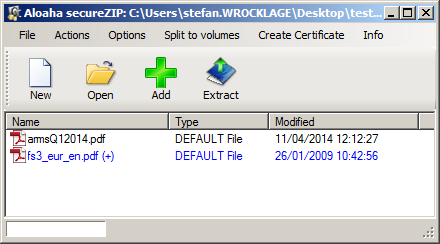 Aloaha secureZIP: C:\Users\stefan.WROCKLAGE\Desktop\test...
File Actions Options Split to volumes Create Certificate Info
New Open Add Extract
Name Type Modified
armsQ12014.pdf DEFAULT File 11/04/2014 12:12:27
fs3_eur_en.pdf (+) DEFAULT File 26/01/2009 10:42:56